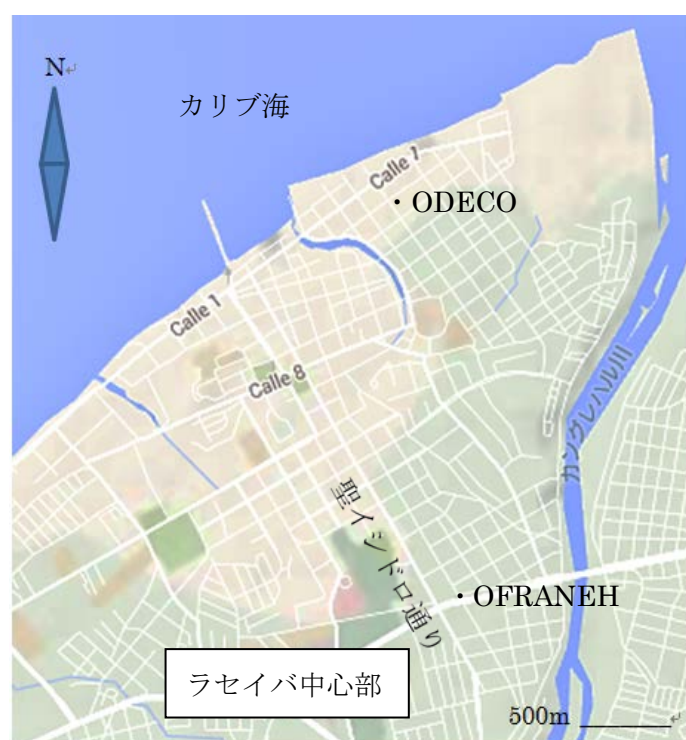 N
カリブ海
Calle 1
・ODECO
Calle 1
Calle 8
カングレハル川
聖イシドロ通り
・OFRANEH
ラセイバ中心部
500m